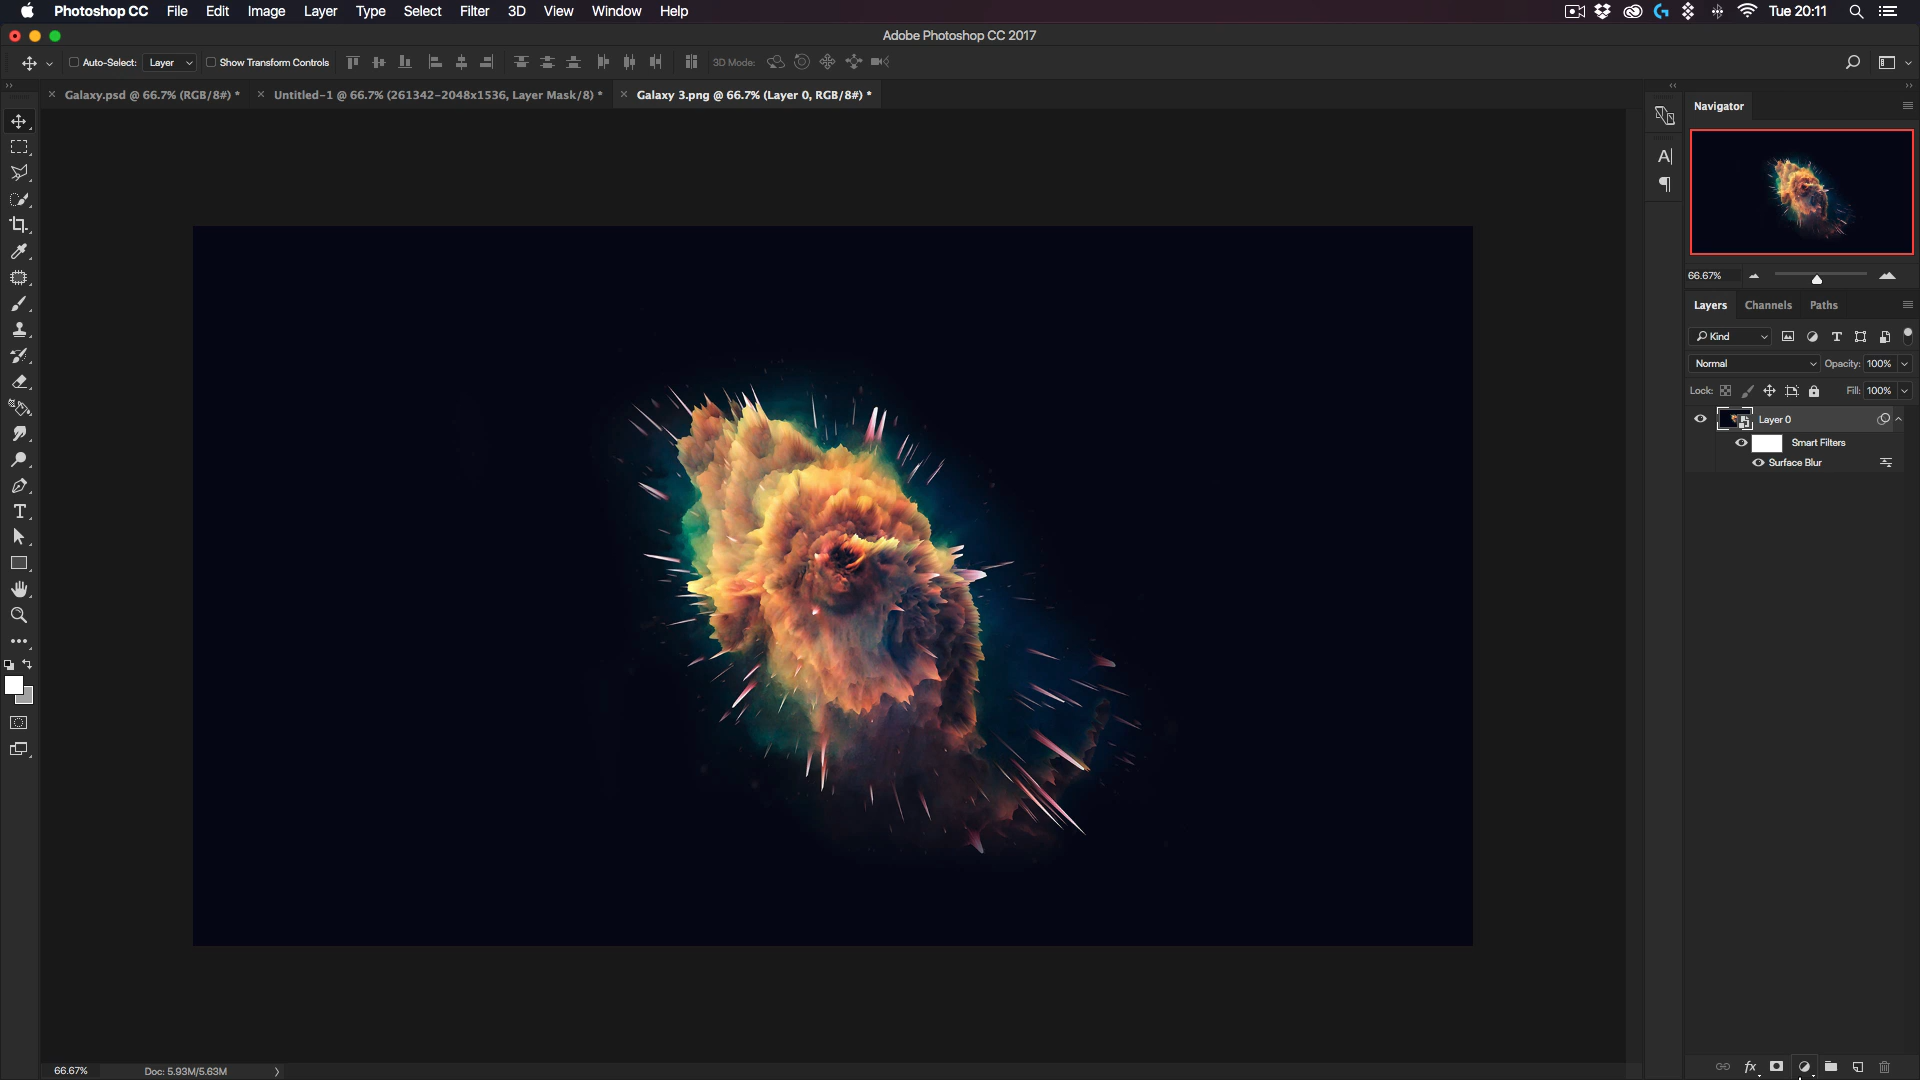 Photoshop CC File Edit Image Layer Type Select Filter 3D View Window Help Tue 20:11
Adobe Photoshop CC 2017
Auto-Select: Layer Show Transform Controls 3D Mode:
Galaxy.psd @ 66.7% (RGB/8#) * Untitled-1 @ 66.7% (261342-2048x1536, Layer Mask/8) * Galaxy 3.png @ 66.7% (Layer 0, RGB/8#) *
Navigator
66.67%
Layers Channels Paths
Kind
Normal Opacity: 100%
Lock: Fill: 100%
Layer 0
Smart Filters
Surface Blur
66.67% Doc: 5.93M/5.63M